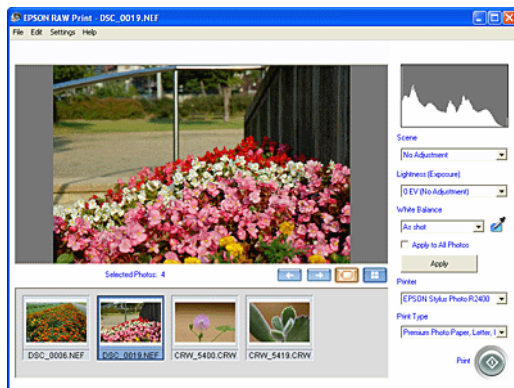 EPSON RAW Print - DSC_0019.NEF
File Edit Settings Help
Scene
No Adjustment
Lightness (Exposure)
0 EV (No Adjustment)
White Balance
As shot
Apply to All Photos
Apply
Selected Photos: 4
Printer
EPSON Stylus Photo R2400
Print Type
Premium Photo Paper, Letter,
Print
DSC_0006.NEF
DSC_0019.NEF
CRW_5400.CRW
CRW_5419.CRW